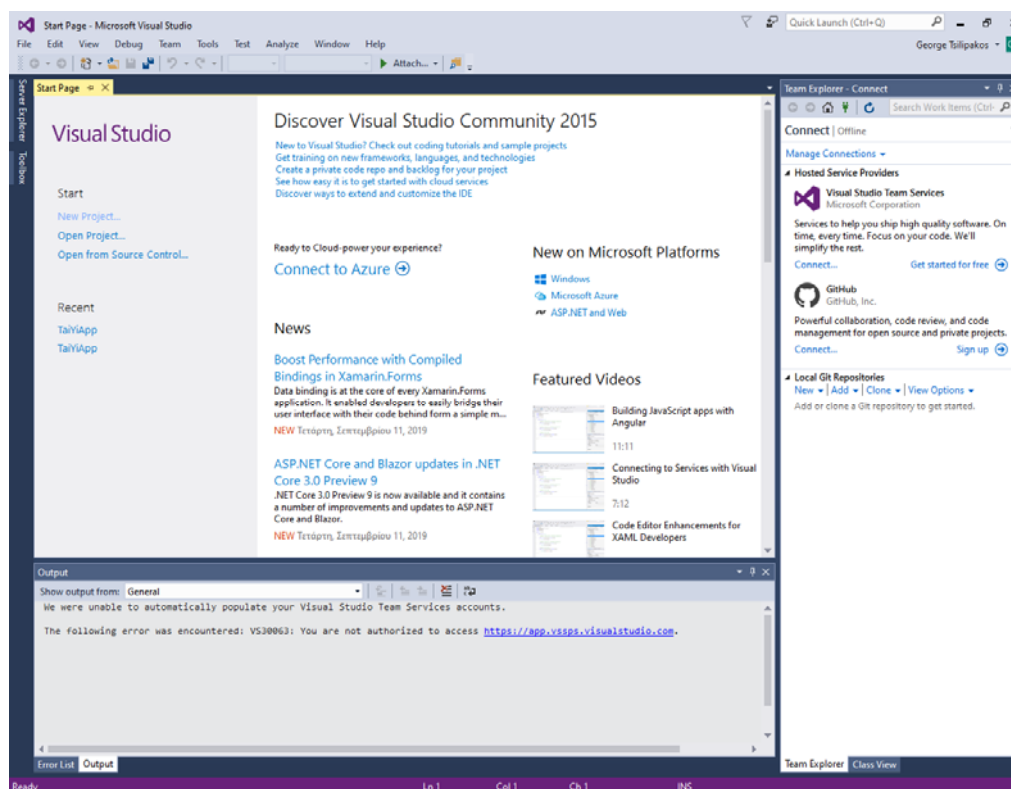 Start Page - Microsoft Visual Studio
Quick Launch (Ctrl+Q)
File Edit View Debug Team Tools Test Analyze Window Help
George Tsilipakos
Attach...
Server Explorer
Toolbox
Start Page
Visual Studio
Start
New Project...
Open Project...
Open from Source Control...
Recent
TaiYiApp
TaiYiApp
Discover Visual Studio Community 2015
New to Visual Studio? Check out coding tutorials and sample projects
Get training on new frameworks, languages, and technologies
Create a private code repo and backlog for your project
See how easy it is to get started with cloud services
Discover ways to extend and customize the IDE
Ready to Cloud-power your experience?
Connect to Azure
News
Boost Performance with Compiled
Bindings in Xamarin.Forms
Data binding is at the core of every Xamarin.Forms
application. It enabled developers to easily bridge their
user interface with their code behind form a simple m...
NEW Τετάρτη, Σεπτεμβρίου 11, 2019
ASP.NET Core and Blazor updates in .NET
Core 3.0 Preview 9
.NET Core 3.0 Preview 9 is now available and it contains
a number of improvements and updates to ASP.NET
Core and Blazor.
NEW Τετάρτη, Σεπτεμβρίου 11, 2019
New on Microsoft Platforms
Windows
Microsoft Azure
ASP.NET and Web
Featured Videos
Building JavaScript apps with
Angular
11:11
Connecting to Services with Visual
Studio
7:12
Code Editor Enhancements for
XAML Developers
Team Explorer - Connect
Search Work Items (Ctrl-
Connect | Offline
Manage Connections
Hosted Service Providers
Visual Studio Team Services
Microsoft Corporation
Services to help you ship high quality software. On
time, every time. Focus on your code. We'll
simplify the rest.
Connect... Get started for free
GitHub
GitHub, Inc.
Powerful collaboration, code review, and code
management for open source and private projects.
Connect... Sign up
Local Git Repositories
New | Add | Clone | View Options
Add or clone a Git repository to get started.
Output
Show output from: General
We were unable to automatically populate your Visual Studio Team Services accounts.
The following error was encountered: VS30063: You are not authorized to access https://app.vssps.visualstudio.com.
Error List Output
Team Explorer Class View
Ready Ln 1 Col 1 Ch 1 INS